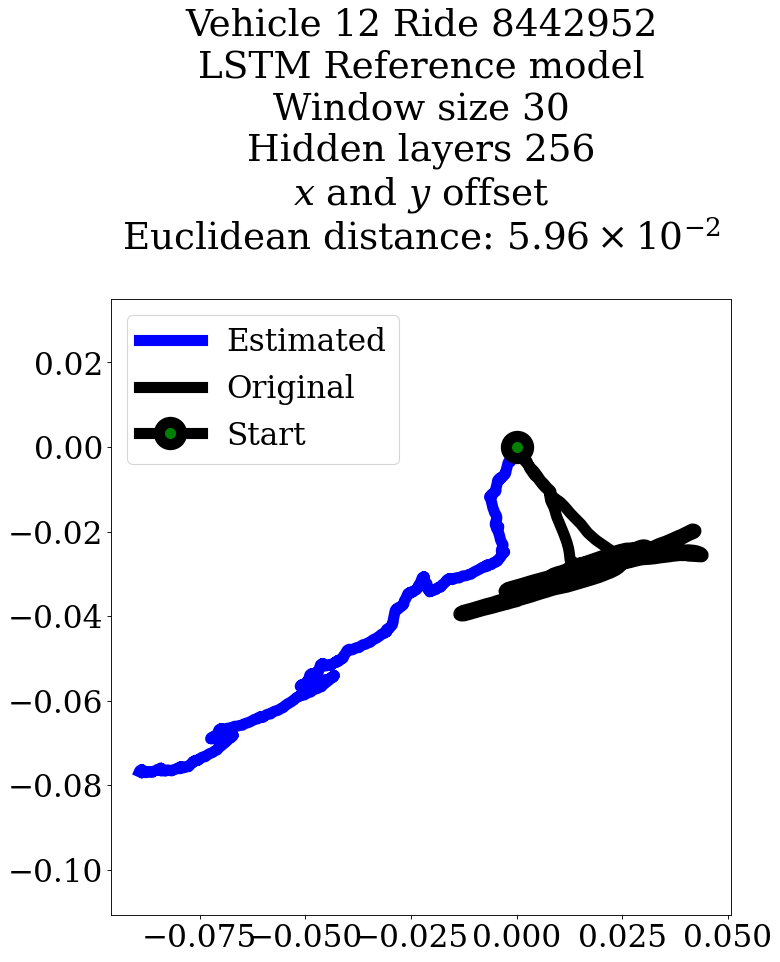 Vehicle 12 Ride 8442952
LSTM Reference model
Window size 30
Hidden layers 256
x and y offset
Euclidean distance: 5.96 × 10⁻²
Estimated
Original
Start
0.02
0.00
−0.02
−0.04
−0.06
−0.08
−0.10
−0.075 −0.050 −0.025 0.000 0.025 0.050